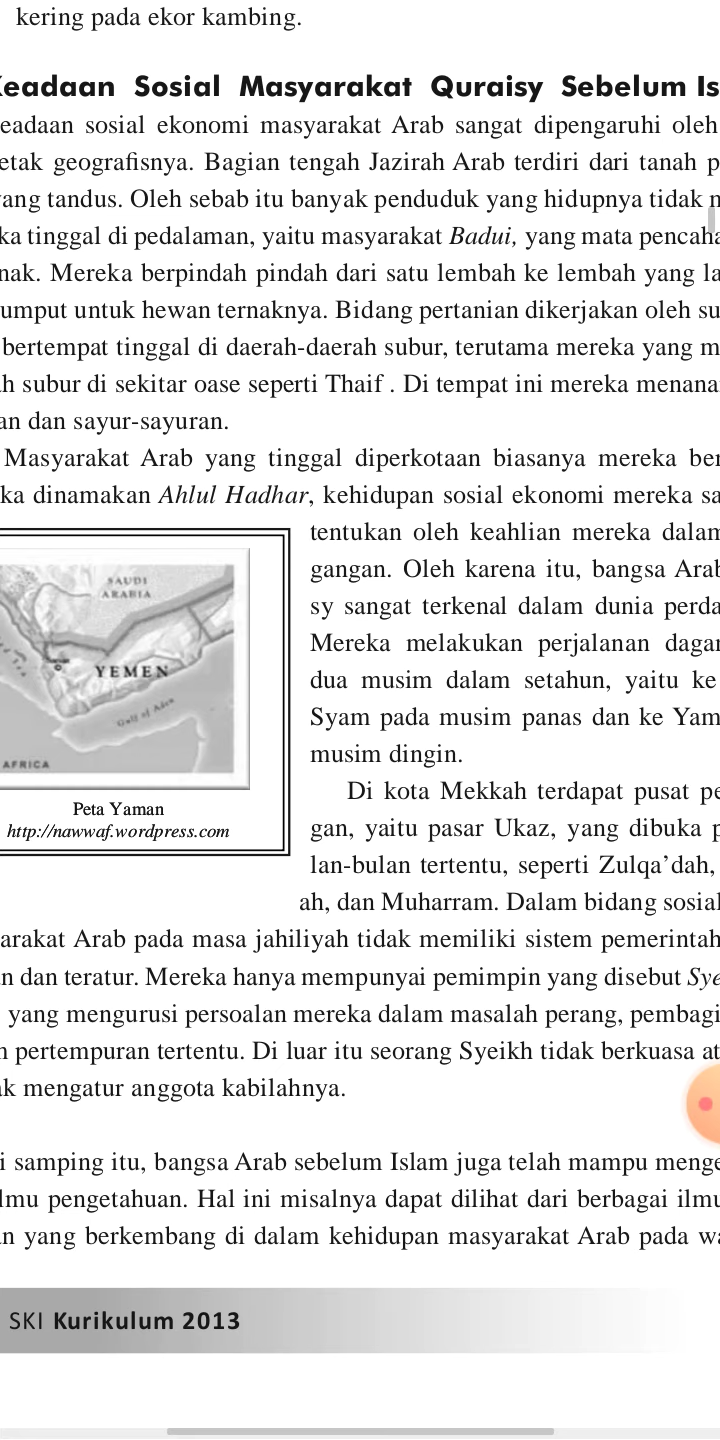 kering pada ekor kambing.
Keadaan Sosial Masyarakat Quraisy Sebelum Is
eadaan sosial ekonomi masyarakat Arab sangat dipengaruhi oleh
etak geografisnya. Bagian tengah Jazirah Arab terdiri dari tanah p
yang tandus. Oleh sebab itu banyak penduduk yang hidupnya tidak m
ka tinggal di pedalaman, yaitu masyarakat Badui, yang mata pencaha
nak. Mereka berpindah pindah dari satu lembah ke lembah yang la
umput untuk hewan ternaknya. Bidang pertanian dikerjakan oleh su
bertempat tinggal di daerah-daerah subur, terutama mereka yang m
ah subur di sekitar oase seperti Thaif . Di tempat ini mereka menana
an dan sayur-sayuran.
Masyarakat Arab yang tinggal diperkotaan biasanya mereka ber
ka dinamakan Ahlul Hadhar, kehidupan sosial ekonomi mereka sa
tentukan oleh keahlian mereka dalam
gangan. Oleh karena itu, bangsa Arab
sy sangat terkenal dalam dunia perda
Mereka melakukan perjalanan dagan
dua musim dalam setahun, yaitu ke
Syam pada musim panas dan ke Yam
musim dingin.
SAUDI
ARABIA
YEMEN
Gulf of Aden
AFRICA
Peta Yaman
http://nawwaf.wordpress.com
Di kota Mekkah terdapat pusat pe
gan, yaitu pasar Ukaz, yang dibuka p
lan-bulan tertentu, seperti Zulqa’dah,
ah, dan Muharram. Dalam bidang sosial
arakat Arab pada masa jahiliyah tidak memiliki sistem pemerintah
n dan teratur. Mereka hanya mempunyai pemimpin yang disebut Sye
yang mengurusi persoalan mereka dalam masalah perang, pembagi
n pertempuran tertentu. Di luar itu seorang Syeikh tidak berkuasa at
ak mengatur anggota kabilahnya.
i samping itu, bangsa Arab sebelum Islam juga telah mampu menge
lmu pengetahuan. Hal ini misalnya dapat dilihat dari berbagai ilmu
an yang berkembang di dalam kehidupan masyarakat Arab pada wa
SKI Kurikulum 2013